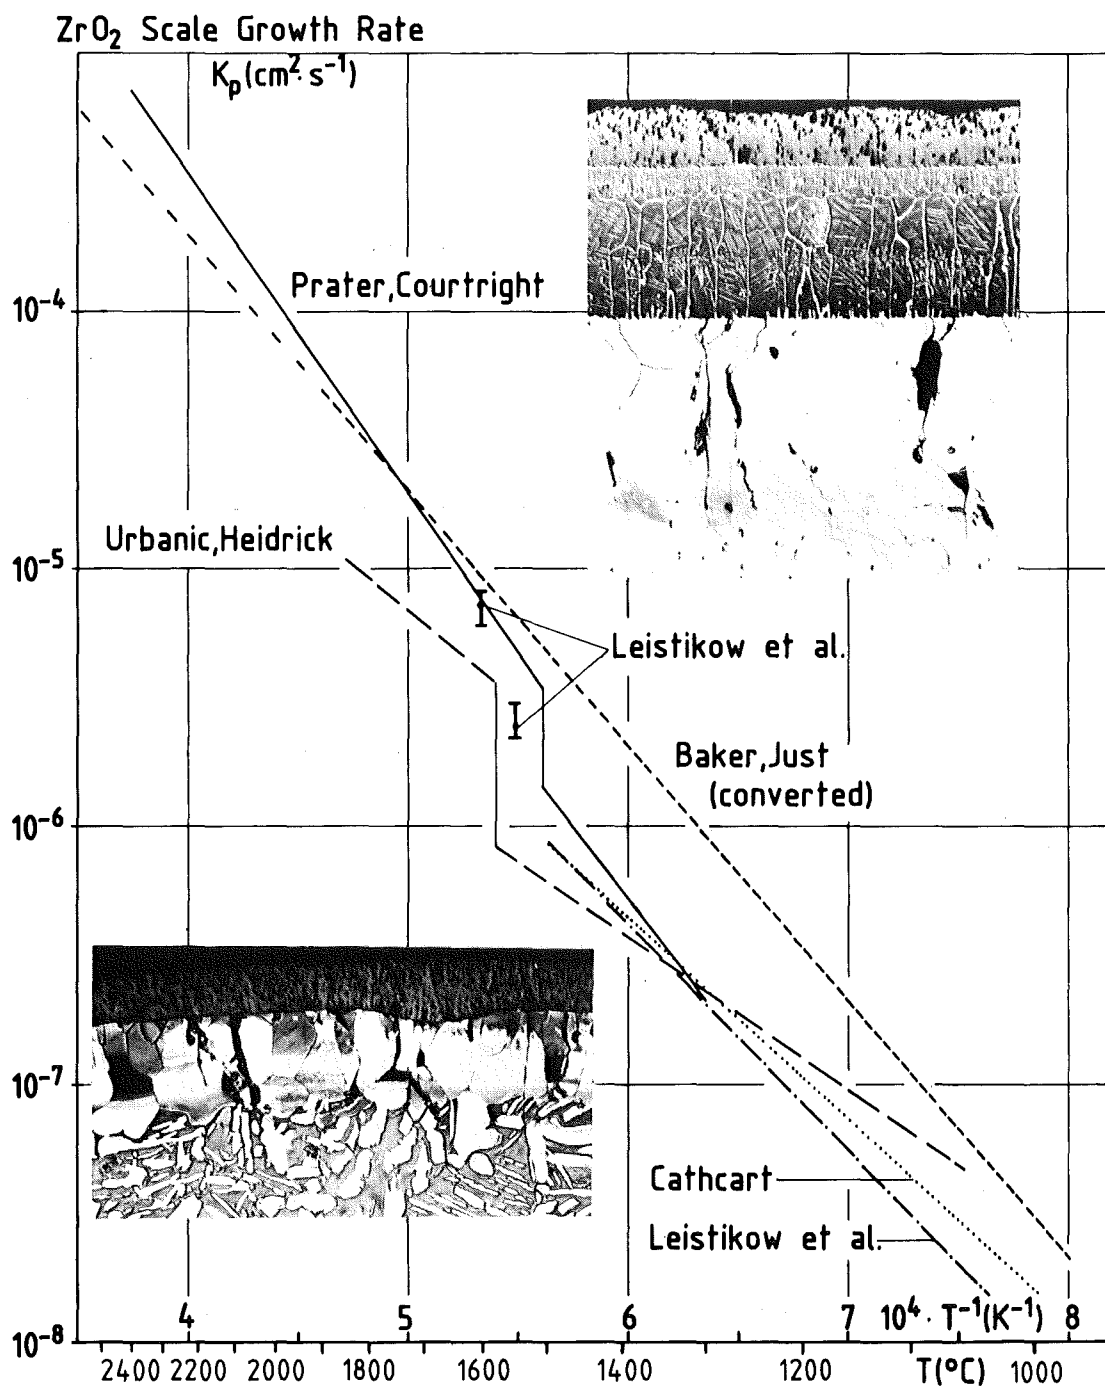 ZrO₂ Scale Growth Rate
Kₚ(cm²·s⁻¹)
Prater,Courtright
10⁻⁴
Urbanic,Heidrick
10⁻⁵
Leistikow et al.
Baker,Just
(converted)
10⁻⁶
10⁻⁷
Cathcart
Leistikow et al.
4 5 6 7 10⁴·T⁻¹(K⁻¹) 8
10⁻⁸
2400 2200 2000 1800 1600 1400 1200 T(°C) 1000